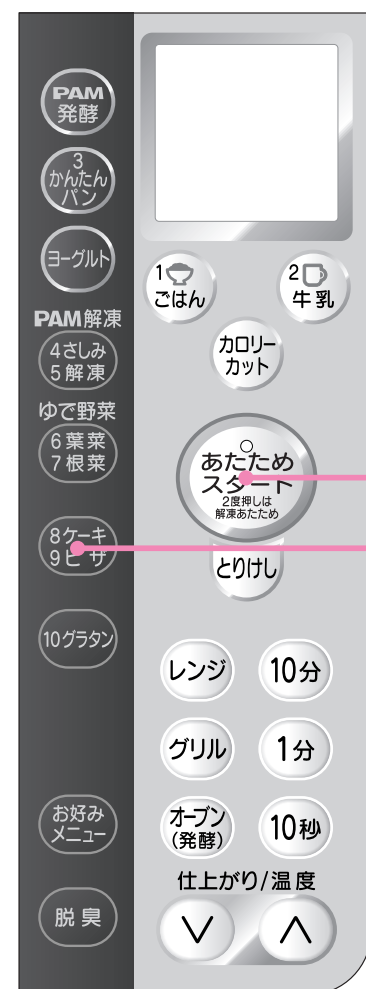 PAM
発酵
3
かんたん
パン
ヨーグルト
PAM解凍
4さしみ
5解凍
ゆで野菜
6葉菜
7根菜
8ケーキ
9ピザ
10グラタン
お好み
メニュー
脱臭
1
ごはん
2
牛乳
カロリー
カット
あたため
スタート
2度押しは
解凍あたため
とりけし
レンジ
10分
グリル
1分
オーブン
(発酵)
10秒
仕上がり/温度